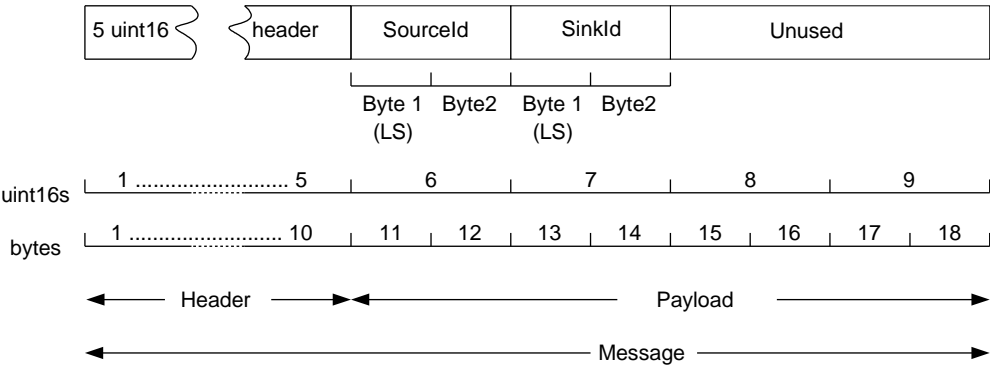 5 uint16 header SourceId SinkId Unused
Byte 1 Byte2 Byte 1 Byte2
(LS) (LS)
uint16s 1 .......................... 5 6 7 8 9
bytes 1 .......................... 10 11 12 13 14 15 16 17 18
Header Payload
Message